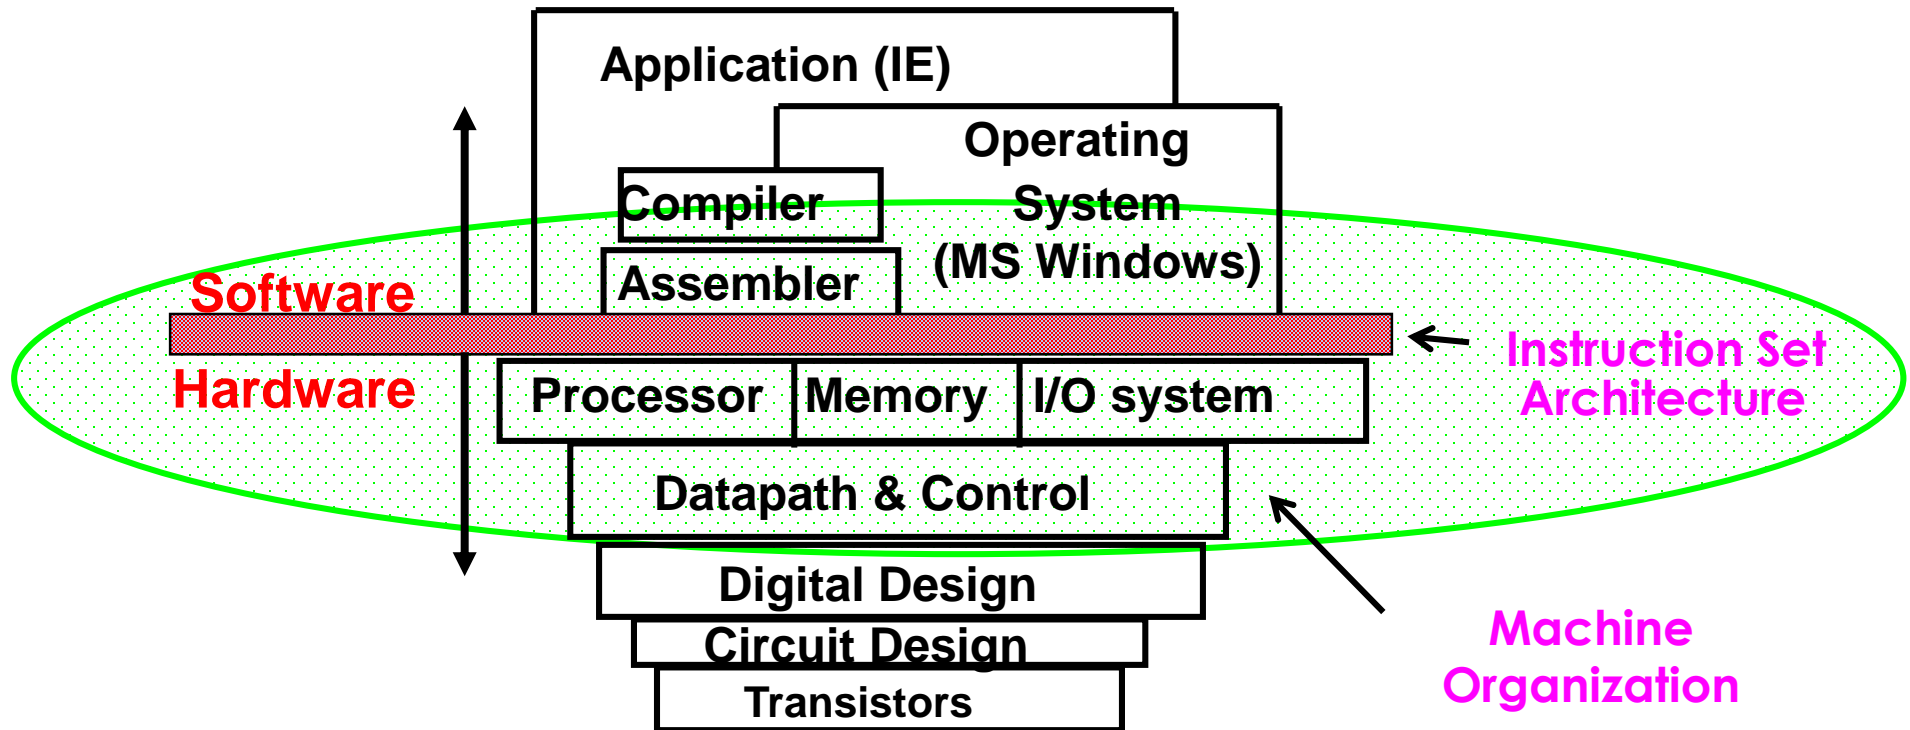 Application (IE)
Operating
Compiler
System
(MS Windows)
Assembler
Software
Instruction Set
Architecture
Hardware
Processor
Memory
I/O system
Datapath & Control
Digital Design
Machine
Organization
Circuit Design
Transistors